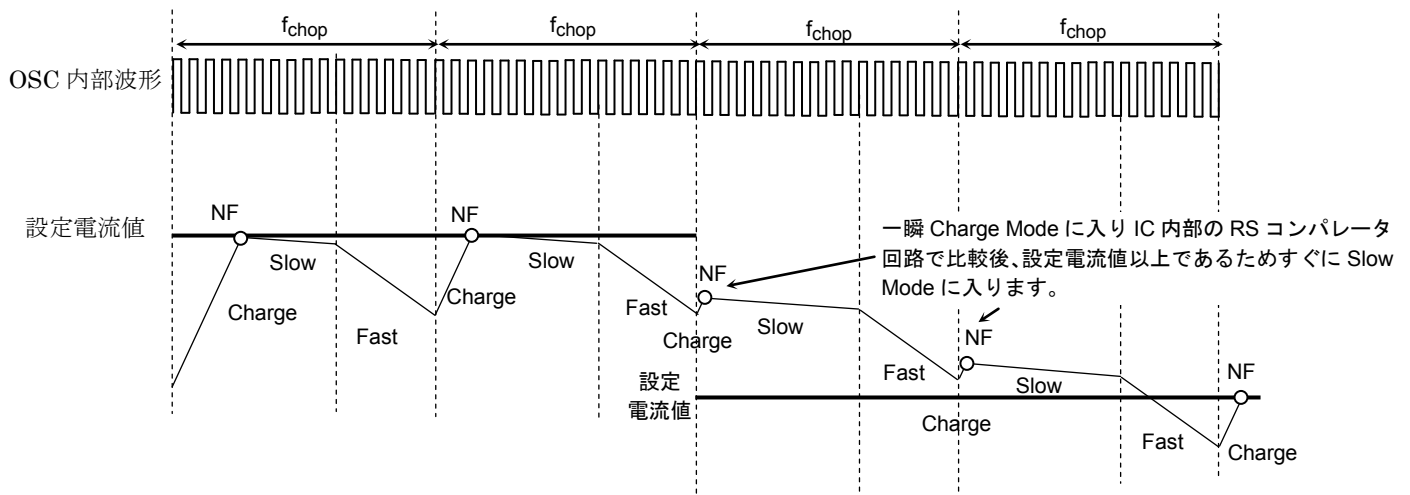 fchop fchop fchop fchop
OSC 内部波形
設定電流値
NF
NF
一瞬 Charge Mode に入り IC 内部の RS コンパレータ
回路で比較後、設定電流値以上であるためすぐに Slow
Mode に入ります。
Slow
Slow
NF
Charge
Charge
Fast
Fast
Charge
Slow
NF
設定
電流値
Fast
Slow
NF
Charge
Fast
Charge